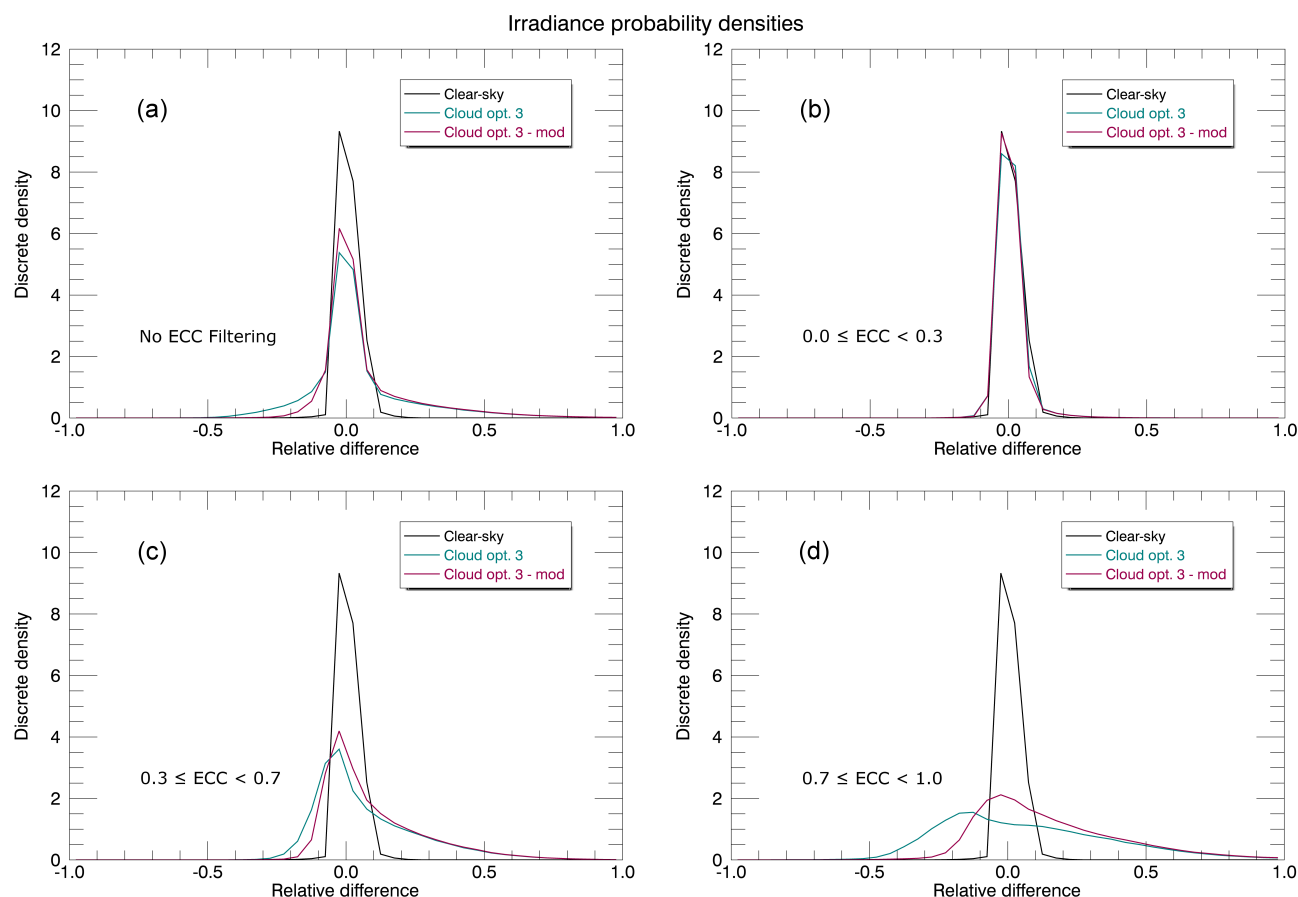 Irradiance probability densities
12
10
8
6
4
2
0
Discrete density
(a)
Clear-sky
Cloud opt. 3
Cloud opt. 3 - mod
No ECC Filtering
-1.0 -0.5 0.0 0.5 1.0
Relative difference
12
10
8
6
4
2
0
Discrete density
(b)
Clear-sky
Cloud opt. 3
Cloud opt. 3 - mod
0.0 ≤ ECC < 0.3
-1.0 -0.5 0.0 0.5 1.0
Relative difference
12
10
8
6
4
2
0
Discrete density
(c)
Clear-sky
Cloud opt. 3
Cloud opt. 3 - mod
0.3 ≤ ECC < 0.7
-1.0 -0.5 0.0 0.5 1.0
Relative difference
12
10
8
6
4
2
0
Discrete density
(d)
Clear-sky
Cloud opt. 3
Cloud opt. 3 - mod
0.7 ≤ ECC < 1.0
-1.0 -0.5 0.0 0.5 1.0
Relative difference